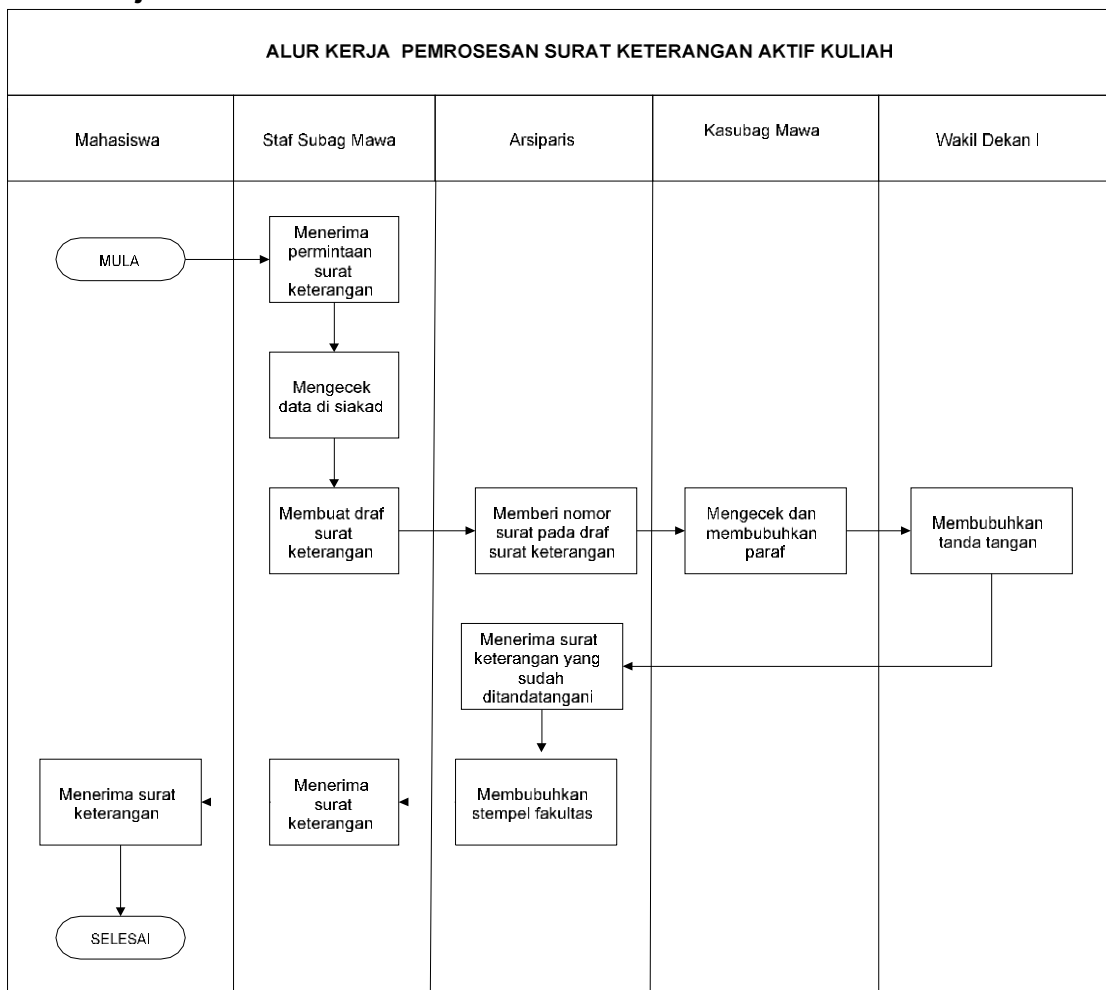 ALUR KERJA PEMROSESAN SURAT KETERANGAN AKTIF KULIAH
Mahasiswa
Staf Subag Mawa
Arsiparis
Kasubag Mawa
Wakil Dekan I
MULA
Menerima
permintaan
surat
keterangan
Mengecek
data di siakad
Membuat draf
surat
keterangan
Memberi nomor
surat pada draf
surat keterangan
Mengecek dan
membubuhkan
paraf
Membubuhkan
tanda tangan
Menerima surat
keterangan yang
sudah
ditandatangani
Menerima surat
keterangan
Menerima
surat
keterangan
Membubuhkan
stempel fakultas
SELESAI